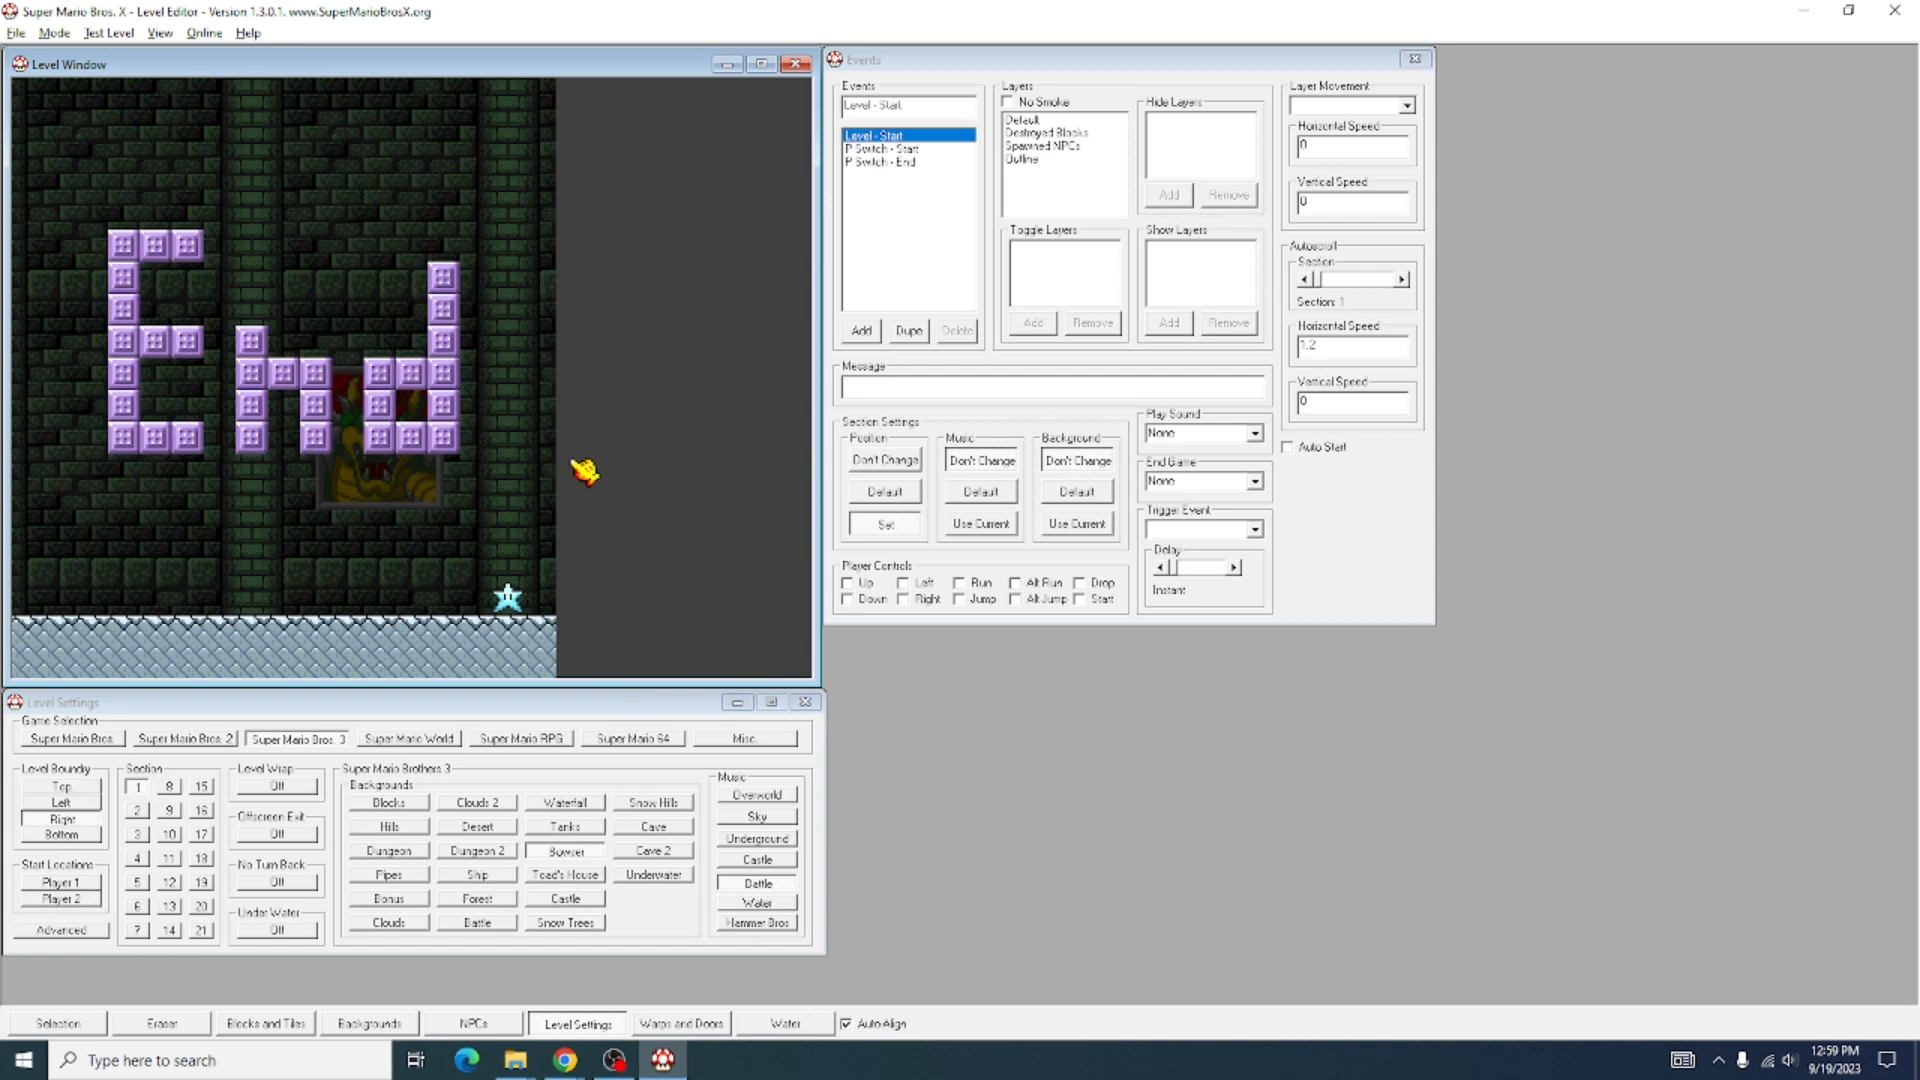 Super Mario Bros. X - Level Editor - Version 1.3.0.1. www.SuperMarioBrosX.org
File Mode Test Level View Online Help
Level Window
End
Events
Events
Level - Start
Level - Start
P Switch - Start
P Switch - End
Add Dupe Delete
Layers
No Smoke
Default
Destroyed Blocks
Spawned NPCs
Outline
Hide Layers
Add Remove
Toggle Layers
Add Remove
Show Layers
Add Remove
Layer Movement
Horizontal Speed
0
Vertical Speed
0
Autoscroll
Section
Section: 1
Horizontal Speed
1.2
Vertical Speed
0
Auto Start
Message
Section Settings
Position Music Background
Don't Change Don't Change Don't Change
Default Default Default
Set Use Current Use Current
Play Sound
None
End Game
None
Trigger Event
Delay
Instant
Player Controls
Up Left Run Alt Run Drop
Down Right Jump Alt Jump Start
Level Settings
Game Selection
Super Mario Bros. Super Mario Bros. 2 Super Mario Bros. 3 Super Mario World Super Mario RPG Super Mario 64 Misc.
Level Boundry
Top
Left
Right
Bottom
Start Locations
Player 1
Player 2
Advanced
Section
1 8 15
2 9 16
3 10 17
4 11 18
5 12 19
6 13 20
7 14 21
Level Wrap
Off
Offscreen Exit
Off
No Turn Back
Off
Under Water
Off
Super Mario Brothers 3
Backgrounds
Blocks Clouds 2 Waterfall Snow Hills
Hills Desert Tanks Cave
Dungeon Dungeon 2 Bowser Cave 2
Pipes Ship Toad's House Underwater
Bonus Forest Castle
Clouds Battle Snow Trees
Music
Overworld
Sky
Underground
Castle
Battle
Water
Hammer Bros
Selection Eraser Blocks and Tiles Backgrounds NPCs Level Settings Warps and Doors Water Auto Align
Type here to search
12:59 PM
9/19/2023